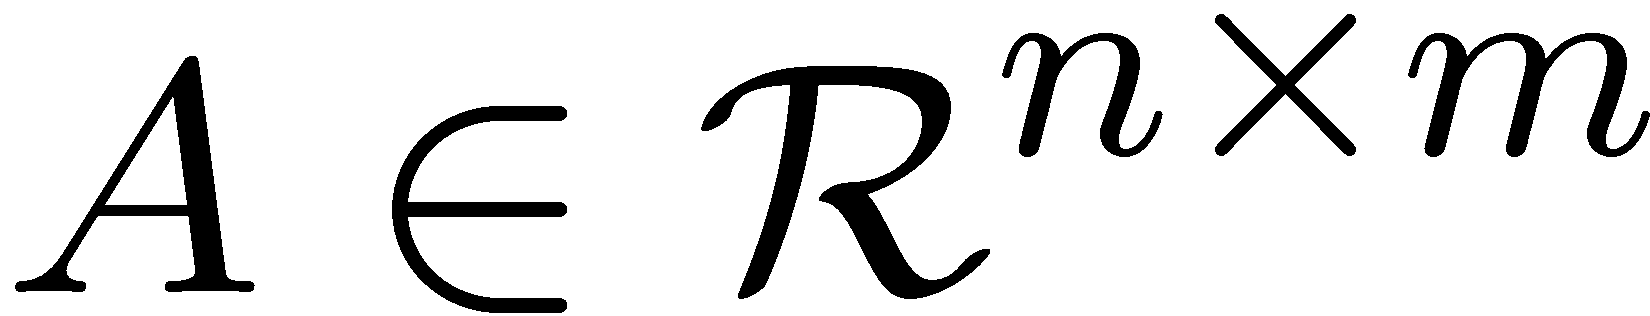 A ∈ ℛ^{n×m}